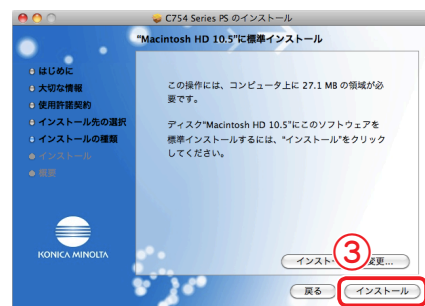 C754 Series PS のインストール
"Macintosh HD 10.5"に標準インストール
はじめに
大切な情報
使用許諾契約
インストール先の選択
インストールの種類
インストール
概要
この操作には、コンピュータ上に 27.1 MB の領域が必
要です。
ディスク"Macintosh HD 10.5"にこのソフトウェアを
標準インストールするには、"インストール"をクリック
してください。
KONICA MINOLTA
インスト
変更...
③
戻る
インストール